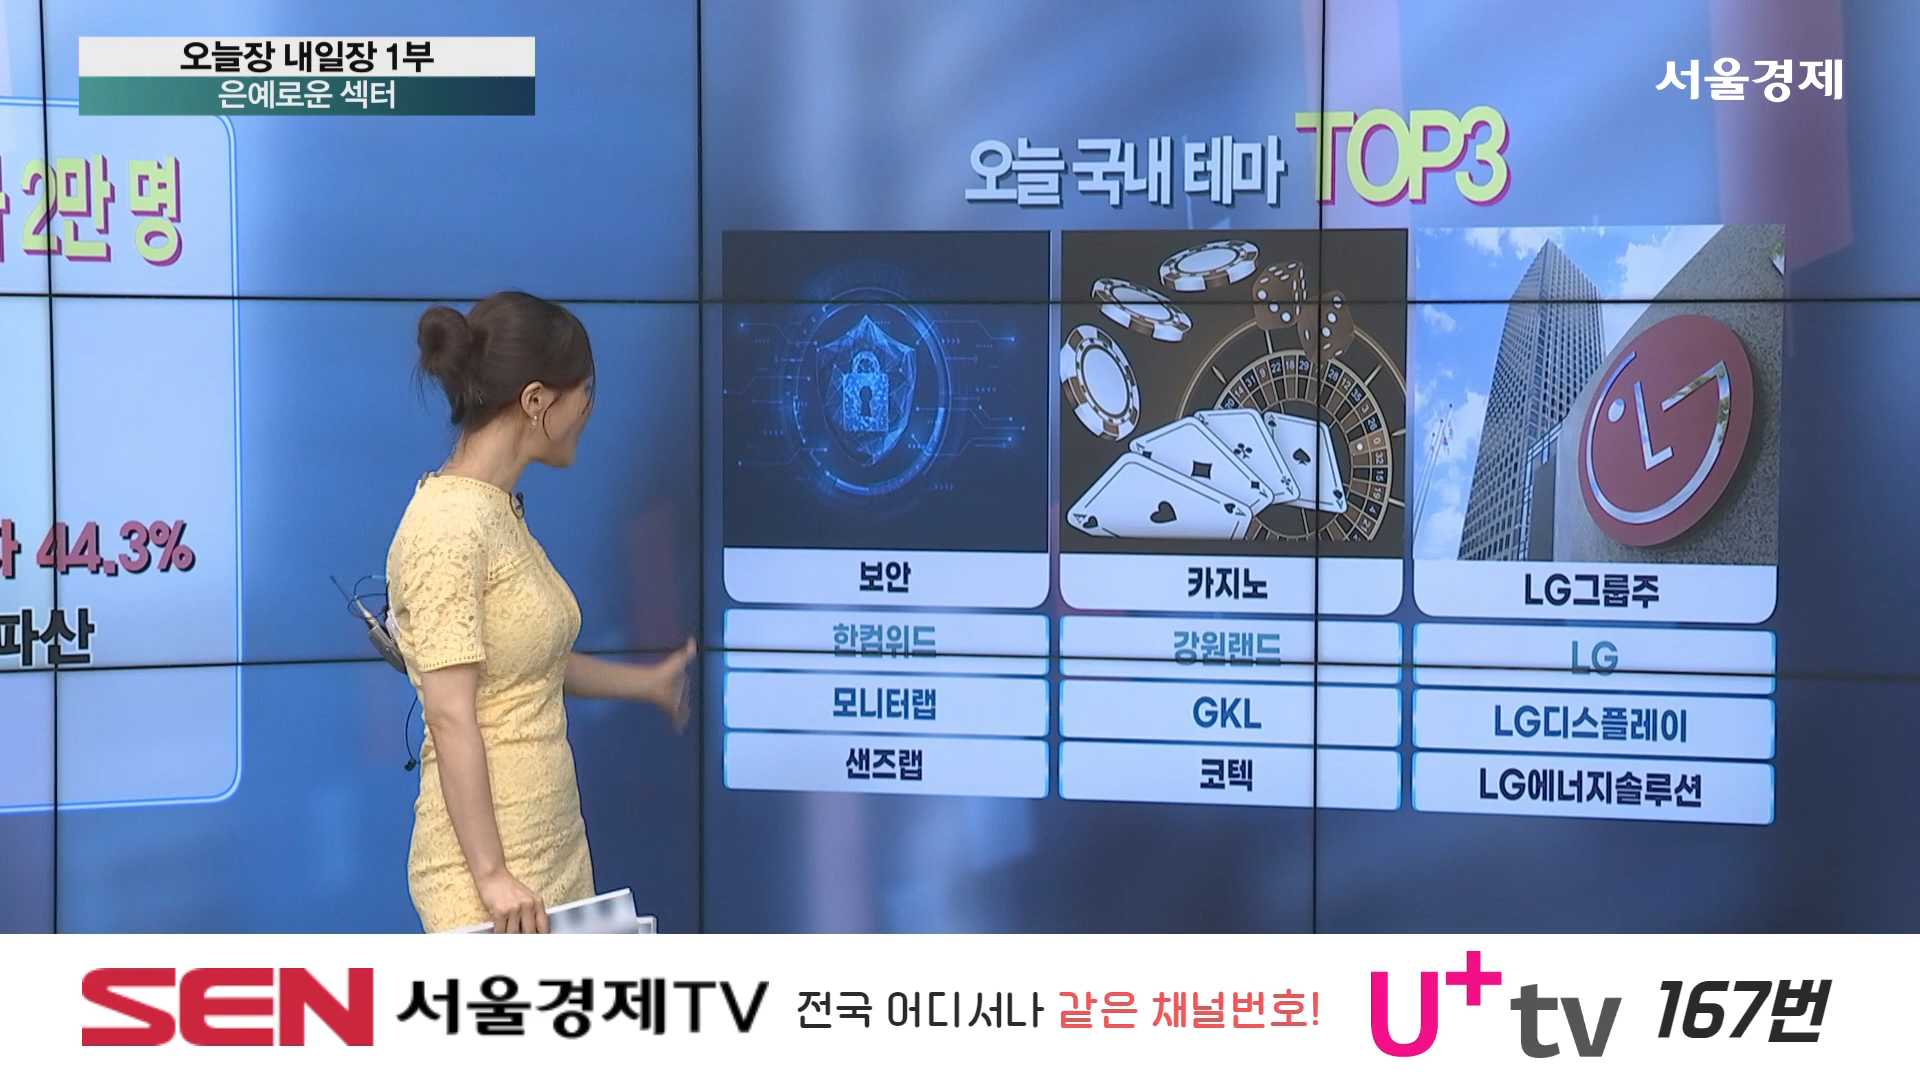 오늘장 내일장 1부
은예로운 섹터
서울경제
2만 명
44.3%
파산
오늘 국내 테마 TOP3
보안
카지노
LG그룹주
한컴위드
강원랜드
LG
모니터랩
GKL
LG디스플레이
샌즈랩
코텍
LG에너지솔루션
SEN 서울경제TV 전국 어디서나 같은 채널번호! U+tv 167번